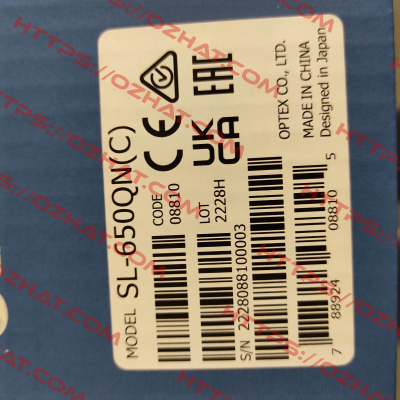 MODEL SL-650QN(C)
CODE
08810
LOT
2228H
S/N 2228088100003
CE
UK
CA
EAC
OPTEX CO., LTD.
MADE IN CHINA
Designed in Japan
7 88924 08810 5
HTTPS://OZHAT.COM